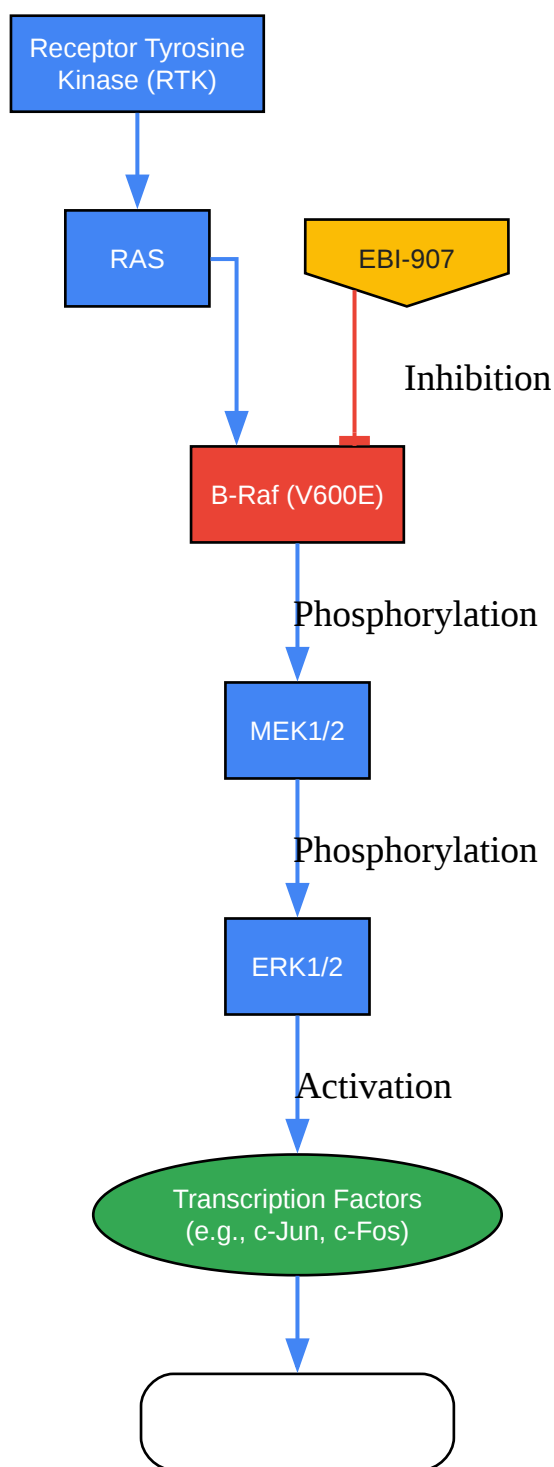 Receptor Tyrosine
Kinase (RTK)
RAS
EBI-907
Inhibition
B-Raf (V600E)
Phosphorylation
MEK1/2
Phosphorylation
ERK1/2
Activation
Transcription Factors
(e.g., c-Jun, c-Fos)